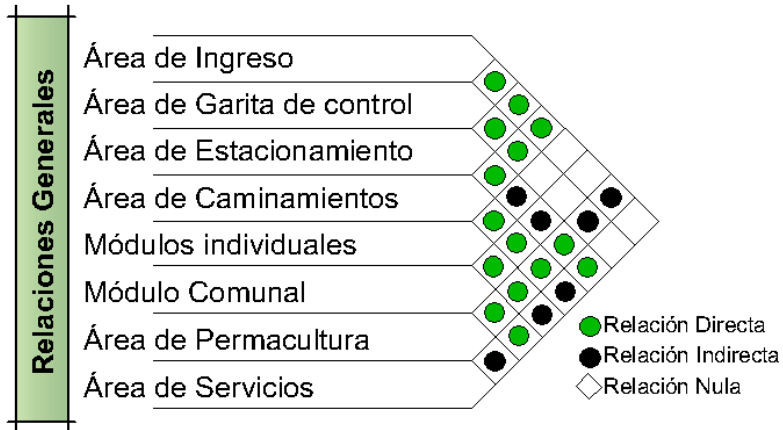 Relaciones Generales
Área de Ingreso
Área de Garita de control
Área de Estacionamiento
Área de Caminamientos
Módulos individuales
Módulo Comunal
Área de Permacultura
Área de Servicios
Relación Directa
Relación Indirecta
Relación Nula